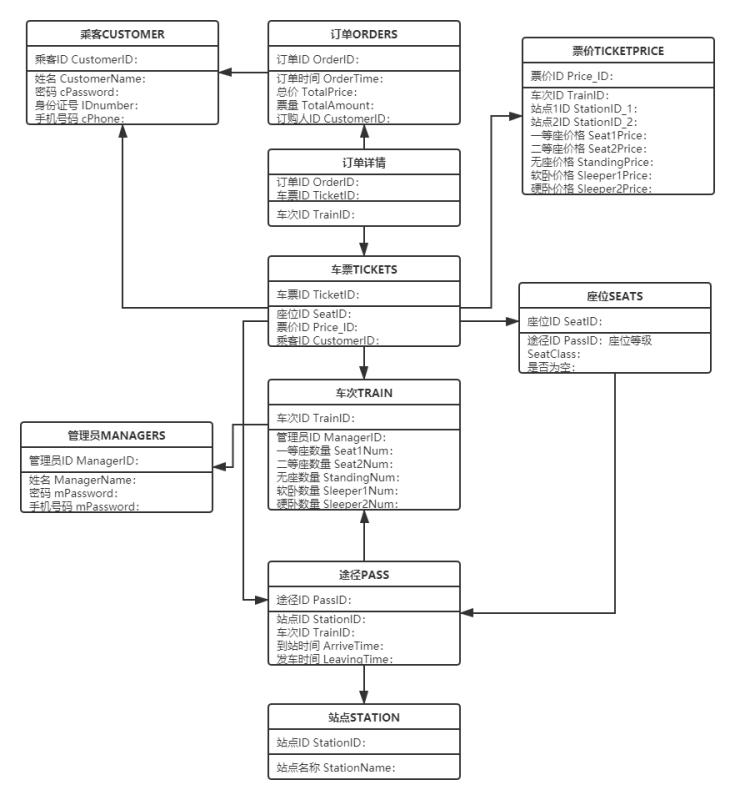 乘客CUSTOMER
乘客ID CustomerID:
姓名 CustomerName:
密码 cPassword:
身份证号 IDnumber:
手机号码 cPhone:
订单ORDERS
订单ID OrderID:
订单时间 OrderTime:
总价 TotalPrice:
票量 TotalAmount:
订购人ID CustomerID:
票价TICKETPRICE
票价ID Price_ID:
车次ID TrainID:
站点1ID StationID_1:
站点2ID StationID_2:
一等座价格 Seat1Price:
二等座价格 Seat2Price:
无座价格 StandingPrice:
软卧价格 Sleeper1Price:
硬卧价格 Sleeper2Price:
订单详情
订单ID OrderID:
车票ID TicketID:
车次ID TrainID:
车票TICKETS
车票ID TicketID:
座位ID SeatID:
票价ID Price_ID:
乘客ID CustomerID:
座位SEATS
座位ID SeatID:
途径ID PassID: 座位等级
SeatClass:
是否为空:
车次TRAIN
车次ID TrainID:
管理员ID ManagerID:
一等座数量 Seat1Num:
二等座数量 Seat2Num:
无座数量 StandingNum:
软卧数量 Sleeper1Num:
硬卧数量 Sleeper2Num:
管理员MANAGERS
管理员ID ManagerID:
姓名 ManagerName:
密码 mPassword:
手机号码 mPassword:
途径PASS
途径ID PassID:
站点ID StationID:
车次ID TrainID:
到站时间 ArriveTime:
发车时间 LeavingTime:
站点STATION
站点ID StationID:
站点名称 StationName: